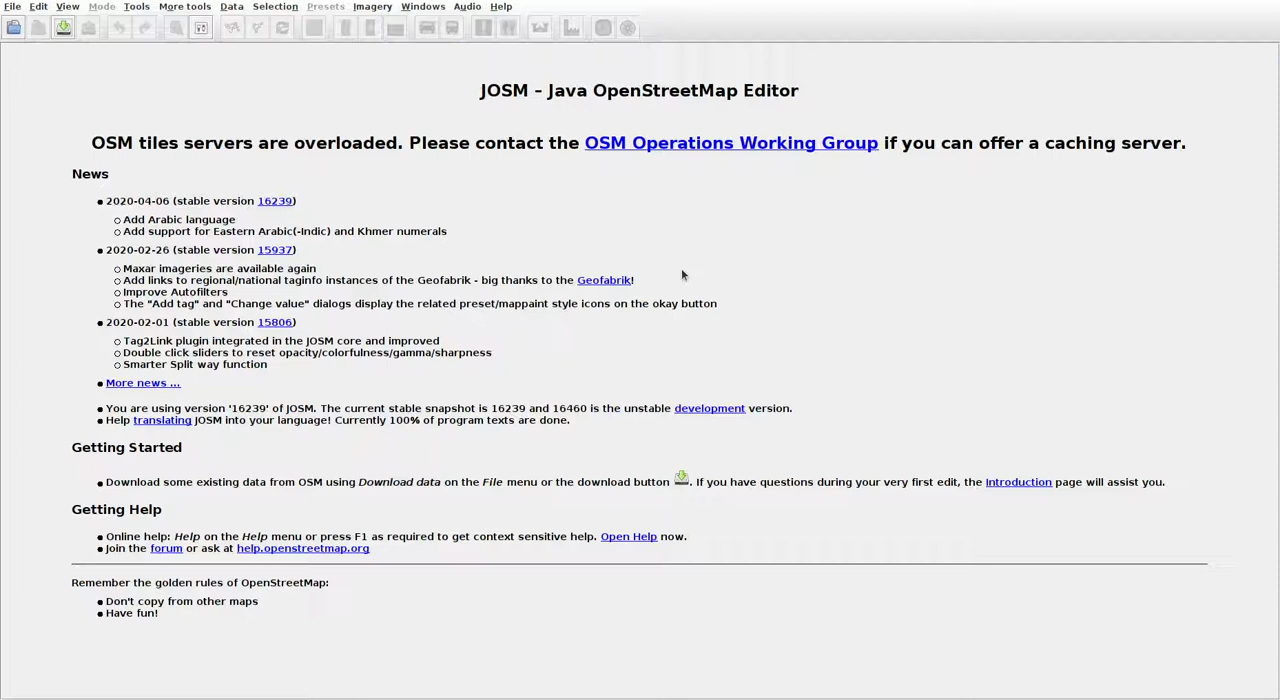 File Edit View Mode Tools More tools Data Selection Presets Imagery Windows Audio Help
JOSM – Java OpenStreetMap Editor
OSM tiles servers are overloaded. Please contact the OSM Operations Working Group if you can offer a caching server.
News
2020-04-06 (stable version 16239)
Add Arabic language
Add support for Eastern Arabic(-Indic) and Khmer numerals
2020-02-26 (stable version 15937)
Maxar imageries are available again
Add links to regional/national taginfo instances of the Geofabrik - big thanks to the Geofabrik!
Improve Autofilters
The "Add tag" and "Change value" dialogs display the related preset/mappaint style icons on the okay button
2020-02-01 (stable version 15806)
Tag2Link plugin integrated in the JOSM core and improved
Double click sliders to reset opacity/colorfulness/gamma/sharpness
Smarter Split way function
More news ...
You are using version '16239' of JOSM. The current stable snapshot is 16239 and 16460 is the unstable development version.
Help translating JOSM into your language! Currently 100% of program texts are done.
Getting Started
Download some existing data from OSM using Download data on the File menu or the download button . If you have questions during your very first edit, the Introduction page will assist you.
Getting Help
Online help: Help on the Help menu or press F1 as required to get context sensitive help. Open Help now.
Join the forum or ask at help.openstreetmap.org
Remember the golden rules of OpenStreetMap:
Don't copy from other maps
Have fun!